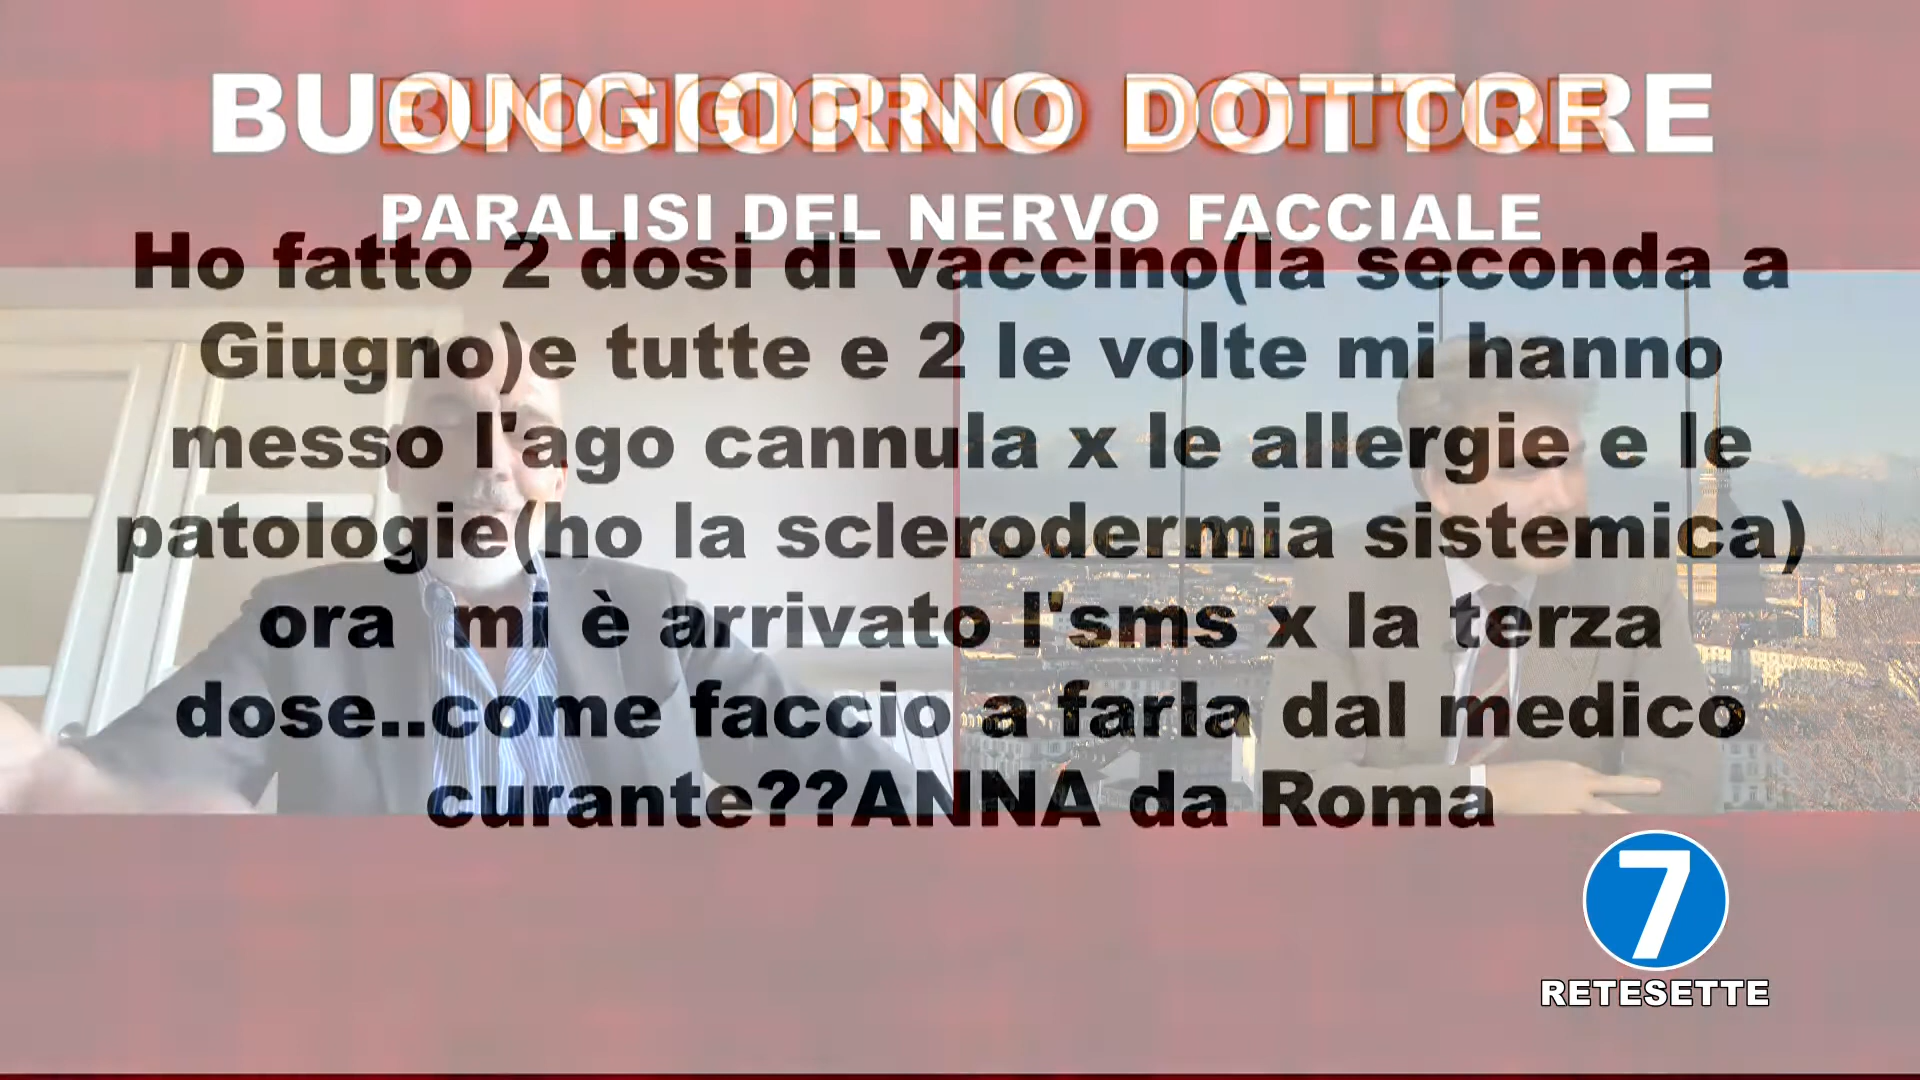 BUONGIORNO DOTTORE
BUONGIORNO DOTTORE
PARALISI DEL NERVO FACCIALE
Ho fatto 2 dosi di vaccino(la seconda a
Giugno)e tutte e 2 le volte mi hanno
messo l'ago cannula x le allergie e le
patologie(ho la sclerodermia sistemica)
ora mi è arrivato l'sms x la terza
dose..come faccio a farla dal medico
curante??ANNA da Roma
7
RETESETTE